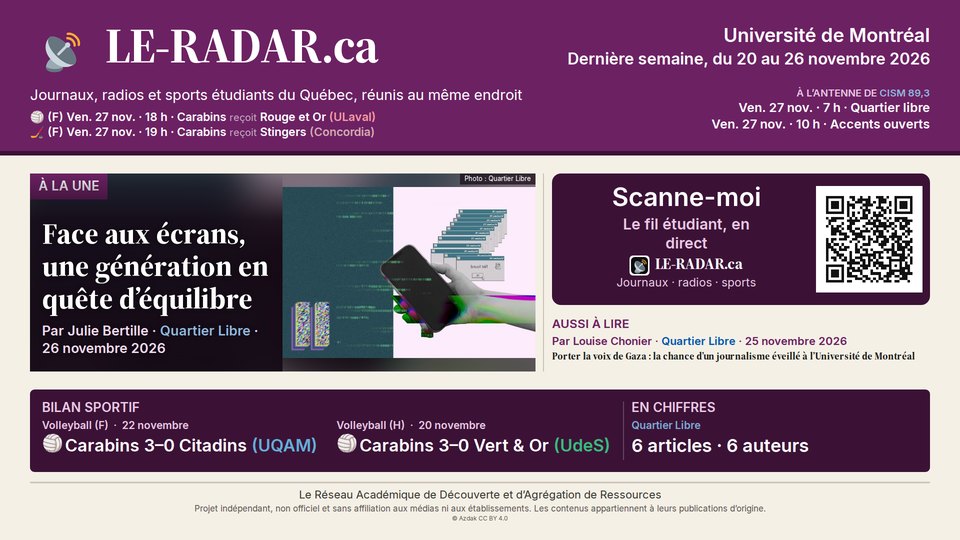 LE-RADAR.ca
Journaux, radios et sports étudiants du Québec, réunis au même endroit
(F) Ven. 27 nov. · 18 h · Carabins reçoit Rouge et Or (ULaval)
(F) Ven. 27 nov. · 19 h · Carabins reçoit Stingers (Concordia)
Université de Montréal
Dernière semaine, du 20 au 26 novembre 2026
À L'ANTENNE DE CISM 89,3
Ven. 27 nov. · 7 h · Quartier libre
Ven. 27 nov. · 10 h · Accents ouverts
À LA UNE
Photo : Quartier Libre
Face aux écrans,
une génération en
quête d'équilibre
Par Julie Bertille · Quartier Libre ·
26 novembre 2026
Scanne-moi
Le fil étudiant, en
direct
LE-RADAR.ca
Journaux · radios · sports
AUSSI À LIRE
Par Louise Chonier · Quartier Libre · 25 novembre 2026
Porter la voix de Gaza : la chance d'un journalisme éveillé à l'Université de Montréal
BILAN SPORTIF
Volleyball (F) · 22 novembre
Carabins 3–0 Citadins (UQAM)
Volleyball (H) · 20 novembre
Carabins 3–0 Vert & Or (UdeS)
EN CHIFFRES
Quartier Libre
6 articles · 6 auteurs
Le Réseau Académique de Découverte et d'Agrégation de Ressources
Projet indépendant, non officiel et sans affiliation aux médias ni aux établissements. Les contenus appartiennent à leurs publications d'origine.
© Azdak CC BY 4.0